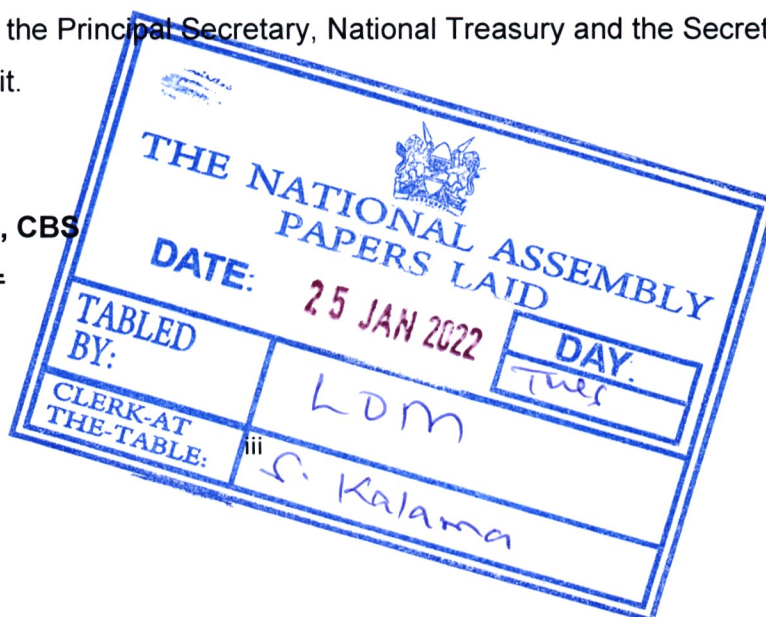 the Principal Secretary, National Treasury and the Secret
it.
, CBS
THE NATIONAL ASSEMBLY
PAPERS LAID
DATE: 25 JAN 2022
DAY:
Tues
TABLED BY:
LDM
CLERK-AT THE-TABLE:
S. Kalama
iii